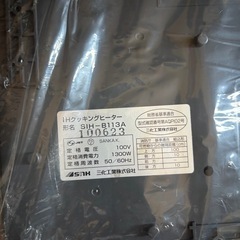 IHクッキングヒーター
形名 SIH-B113A
100623
SANKA.K.
定格電圧 100V
定格消費電力 1300W
定格周波数 50/60Hz
三化工業株式会社